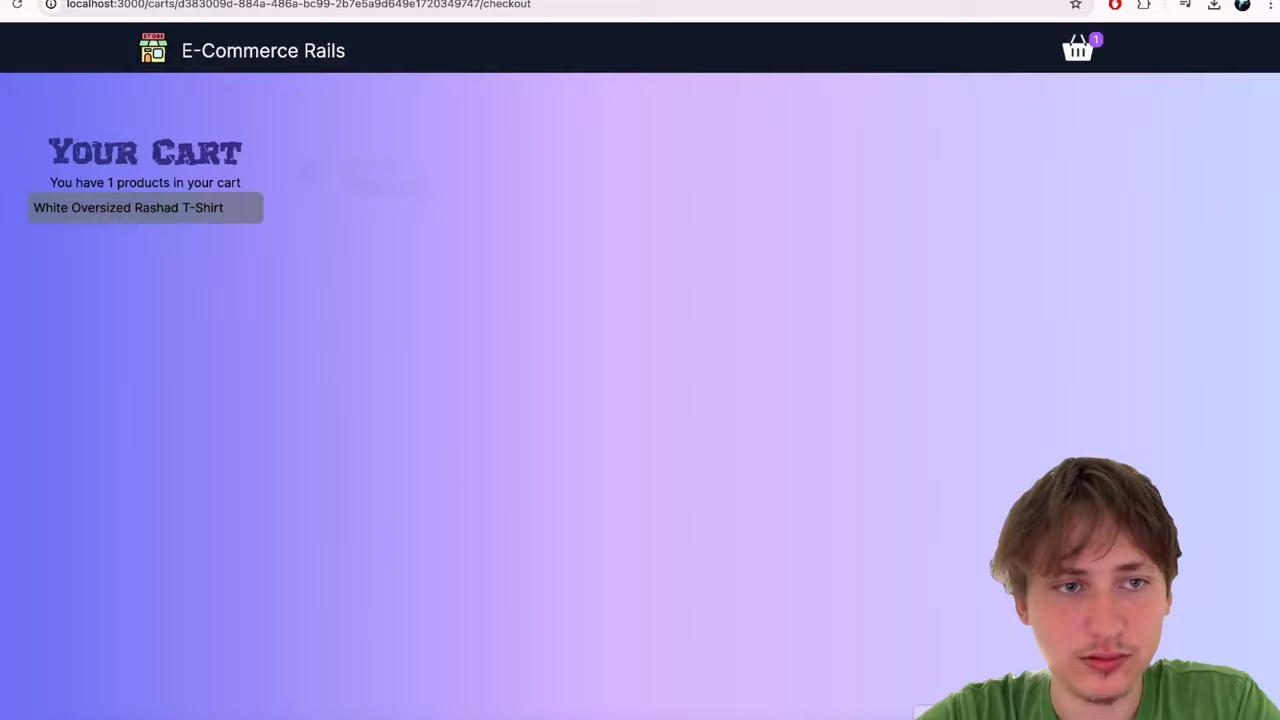 localhost:3000/carts/d383009d-884a-486a-bc99-2b7e5a9d649e1720349747/checkout
STORE
E-Commerce Rails
1
Your Cart
You have 1 products in your cart
White Oversized Rashad T-Shirt